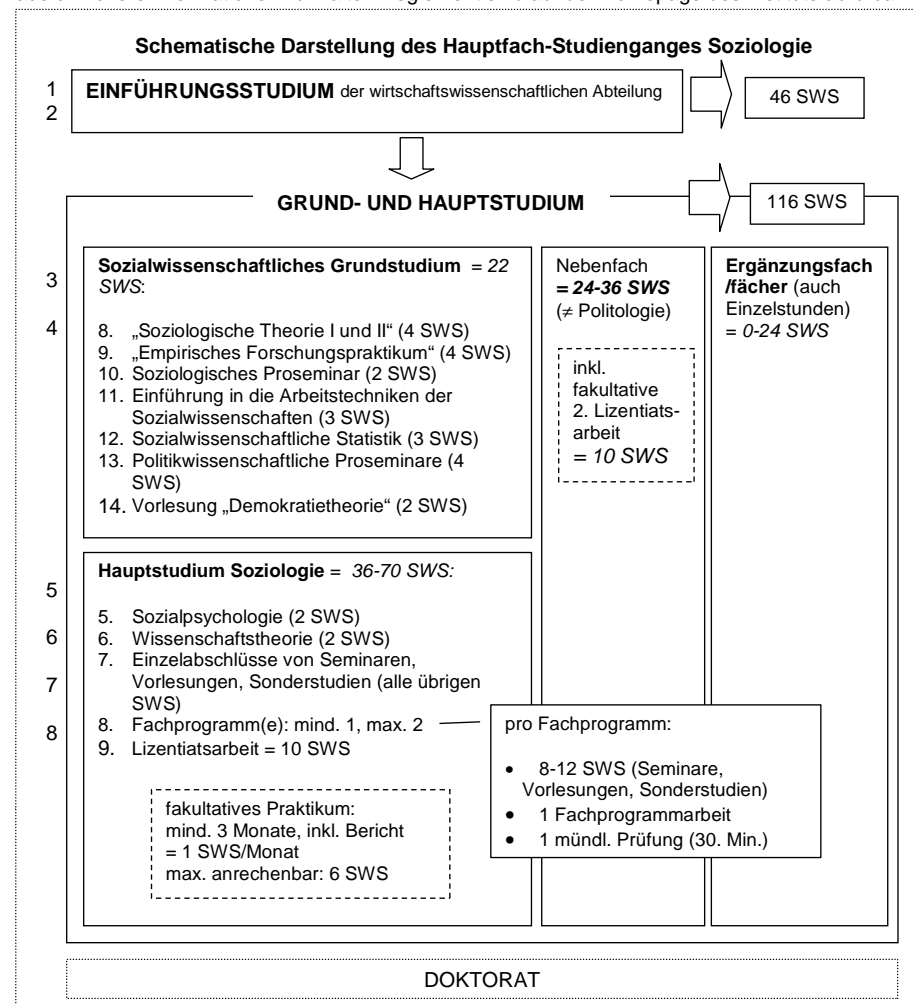 Schematische Darstellung des Hauptfach-Studienganges Soziologie
1
2
EINFÜHRUNGSSTUDIUM der wirtschaftswissenschaftlichen Abteilung
46 SWS
GRUND- UND HAUPTSTUDIUM
116 SWS
3
4
Sozialwissenschaftliches Grundstudium = 22
SWS:
8. „Soziologische Theorie I und II“ (4 SWS)
9. „Empirisches Forschungspraktikum“ (4 SWS)
10. Soziologisches Proseminar (2 SWS)
11. Einführung in die Arbeitstechniken der
Sozialwissenschaften (3 SWS)
12. Sozialwissenschaftliche Statistik (3 SWS)
13. Politikwissenschaftliche Proseminare (4
SWS)
14. Vorlesung „Demokratietheorie“ (2 SWS)
Nebenfach
= 24-36 SWS
(≠ Politologie)
inkl.
fakultative
2. Lizentiats-
arbeit
= 10 SWS
Ergänzungsfach
/fächer (auch
Einzelstunden)
= 0-24 SWS
5
6
7
8
Hauptstudium Soziologie = 36-70 SWS:
5. Sozialpsychologie (2 SWS)
6. Wissenschaftstheorie (2 SWS)
7. Einzelabschlüsse von Seminaren,
Vorlesungen, Sonderstudien (alle übrigen
SWS)
8. Fachprogramm(e): mind. 1, max. 2
9. Lizentiatsarbeit = 10 SWS
fakultatives Praktikum:
mind. 3 Monate, inkl. Bericht
= 1 SWS/Monat
max. anrechenbar: 6 SWS
pro Fachprogramm:
• 8-12 SWS (Seminare,
Vorlesungen, Sonderstudien)
• 1 Fachprogrammarbeit
• 1 mündl. Prüfung (30. Min.)
DOKTORAT